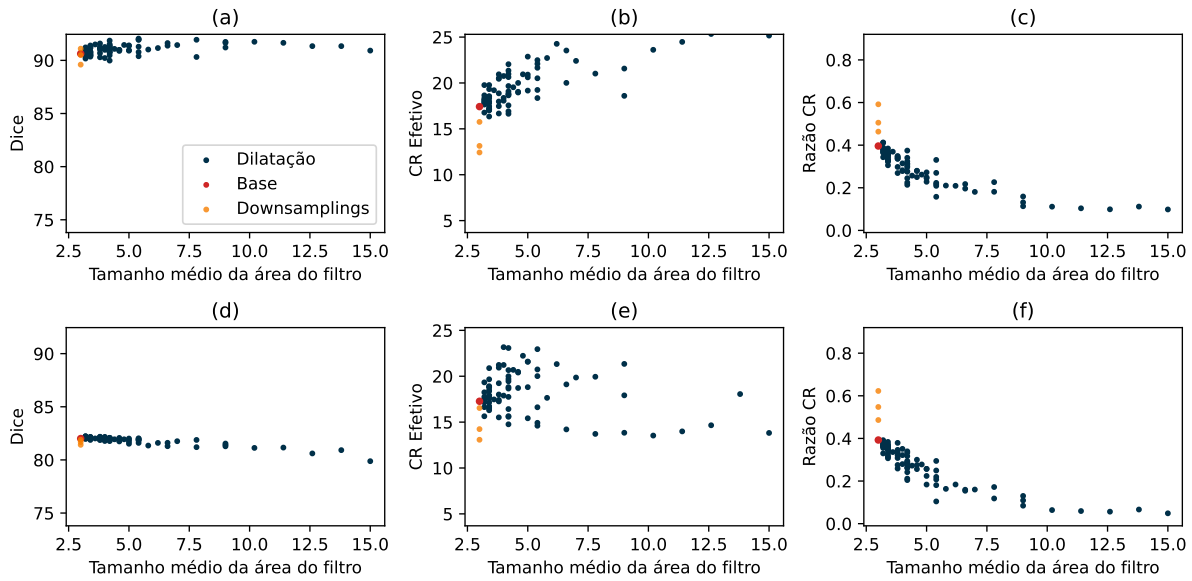 (a)
90
85
80
75
Dice
Dilatação
Base
Downsamplings
2.5 5.0 7.5 10.0 12.5 15.0
Tamanho médio da área do filtro
(b)
25
20
15
10
5
CR Efetivo
2.5 5.0 7.5 10.0 12.5 15.0
Tamanho médio da área do filtro
(c)
0.8
0.6
0.4
0.2
0.0
Razão CR
2.5 5.0 7.5 10.0 12.5 15.0
Tamanho médio da área do filtro
(d)
90
85
80
75
Dice
2.5 5.0 7.5 10.0 12.5 15.0
Tamanho médio da área do filtro
(e)
25
20
15
10
5
CR Efetivo
2.5 5.0 7.5 10.0 12.5 15.0
Tamanho médio da área do filtro
(f)
0.8
0.6
0.4
0.2
0.0
Razão CR
2.5 5.0 7.5 10.0 12.5 15.0
Tamanho médio da área do filtro